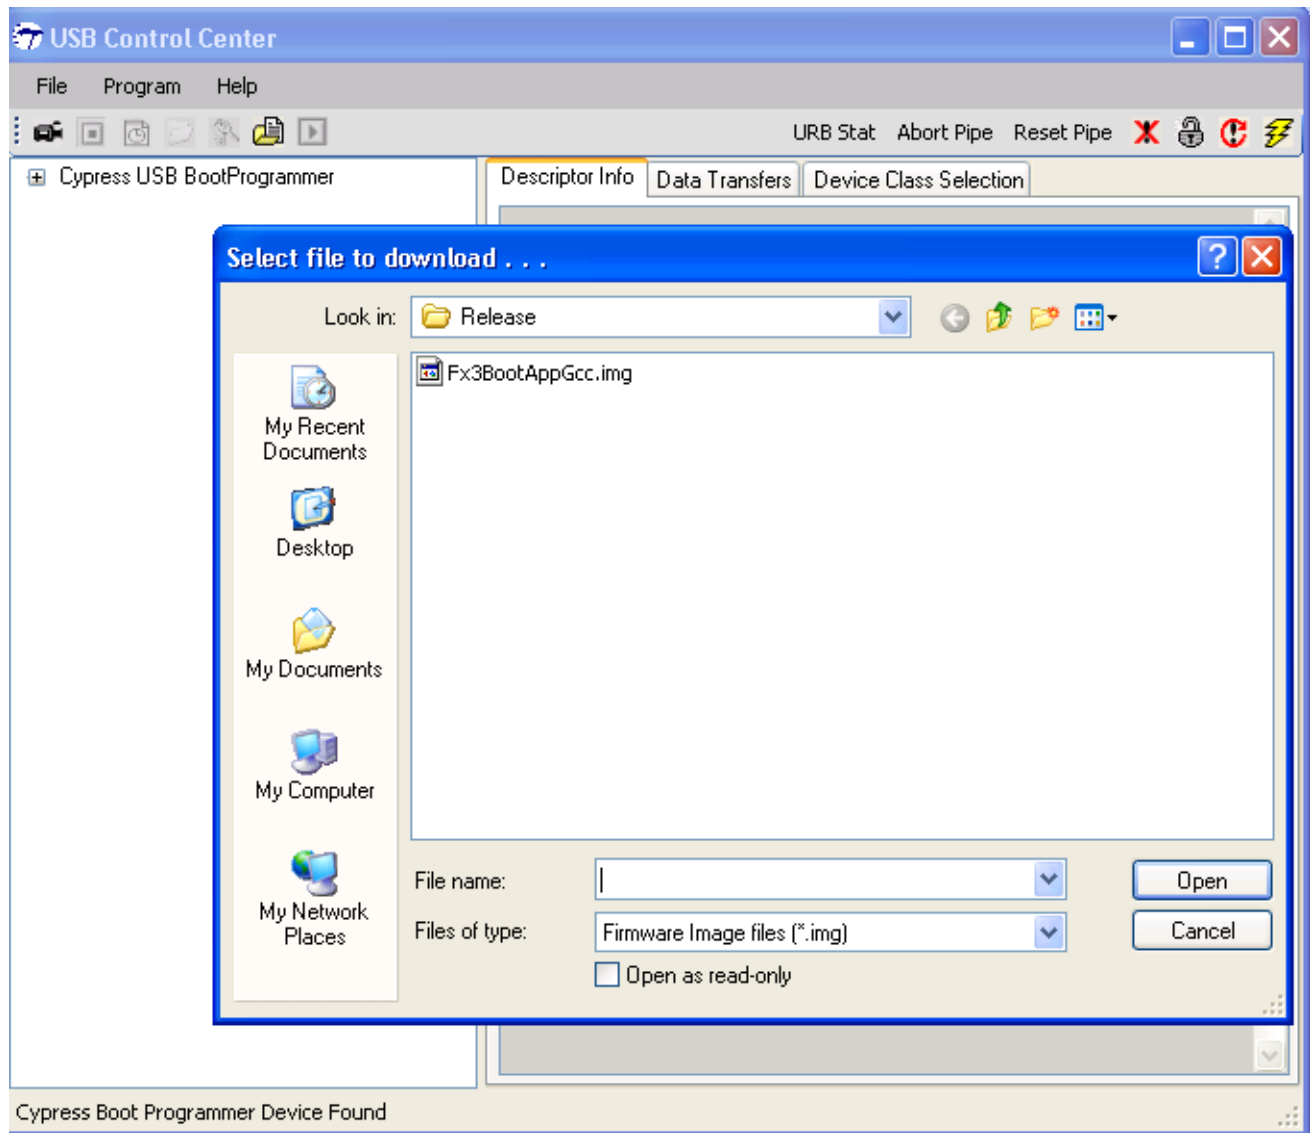 USB Control Center
File Program Help
URB Stat Abort Pipe Reset Pipe
Cypress USB BootProgrammer
Descriptor Info Data Transfers Device Class Selection
Select file to download . . .
Look in: Release
Fx3BootAppGcc.img
My Recent
Documents
Desktop
My Documents
My Computer
My Network
Places
File name:
Open
Files of type: Firmware Image files (*.img)
Cancel
Open as read-only
Cypress Boot Programmer Device Found